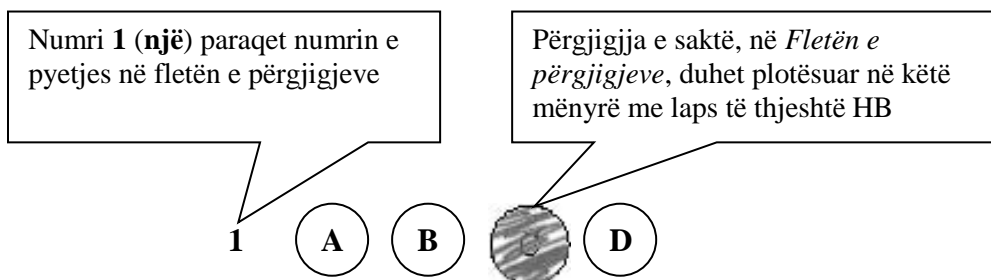 Numri 1 (një) paraqet numrin e
pyetjes në fletën e përgjigjeve
Përgjigjja e saktë, në Fletën e
përgjigjeve, duhet plotësuar në këtë
mënyrë me laps të thjeshtë HB
1 A B D